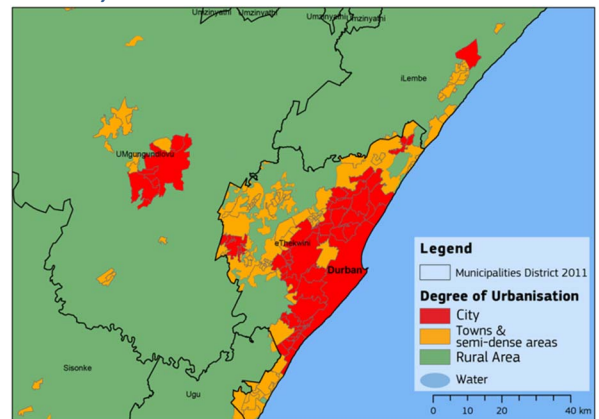 Umzinyathi Umzinyathi Umzinyathi Umzinyathi
iLembe
UMgungundlovu
eThekwini
Durban
Sisonke
Ugu
Legend
Municipalities District 2011
Degree of Urbanisation
City
Towns &
semi-dense areas
Rural Area
Water
0 10 20 40 km